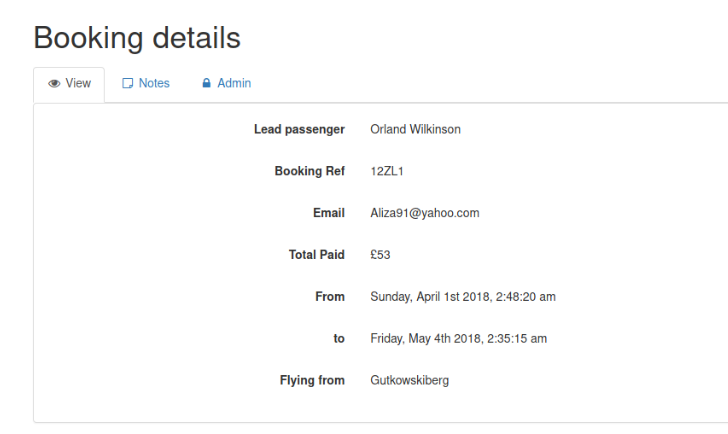 Booking details
View Notes Admin
Lead passenger Orland Wilkinson
Booking Ref 12ZL1
Email Aliza91@yahoo.com
Total Paid £53
From Sunday, April 1st 2018, 2:48:20 am
to Friday, May 4th 2018, 2:35:15 am
Flying from Gutkowskiberg